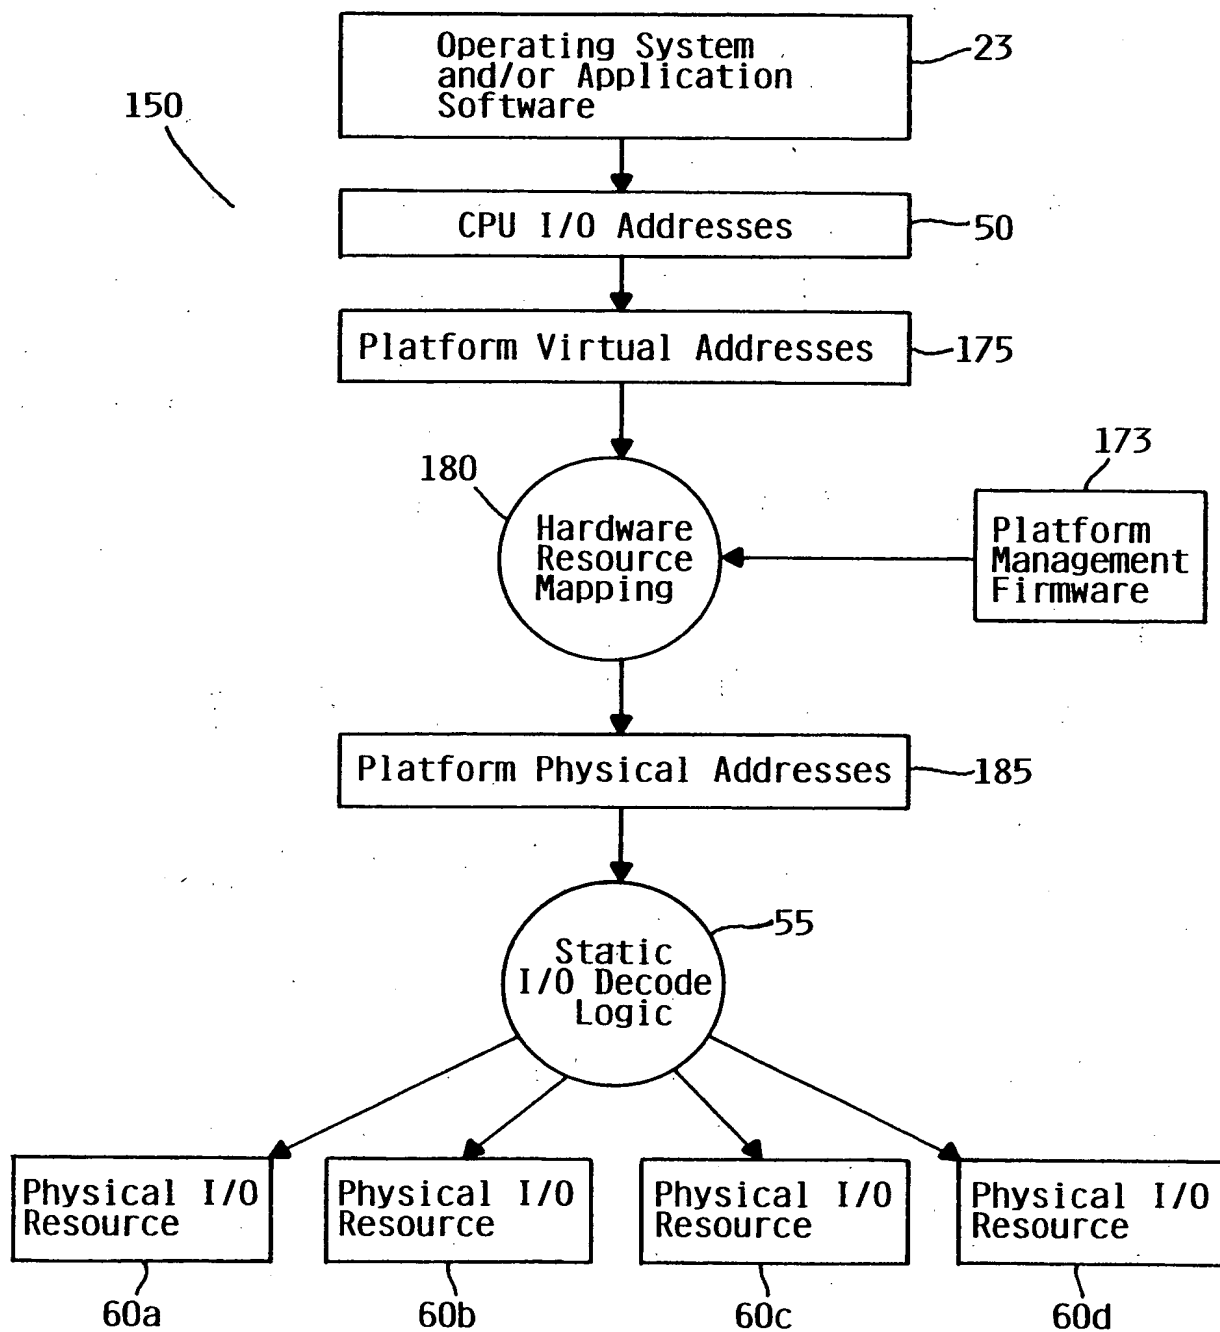 Operating System
and/or Application
Software
23
150
CPU I/O Addresses
50
Platform Virtual Addresses
175
180
Hardware
Resource
Mapping
173
Platform
Management
Firmware
Platform Physical Addresses
185
Static
I/O Decode
Logic
55
Physical I/O
Resource
Physical I/O
Resource
Physical I/O
Resource
Physical I/O
Resource
60a
60b
60c
60d